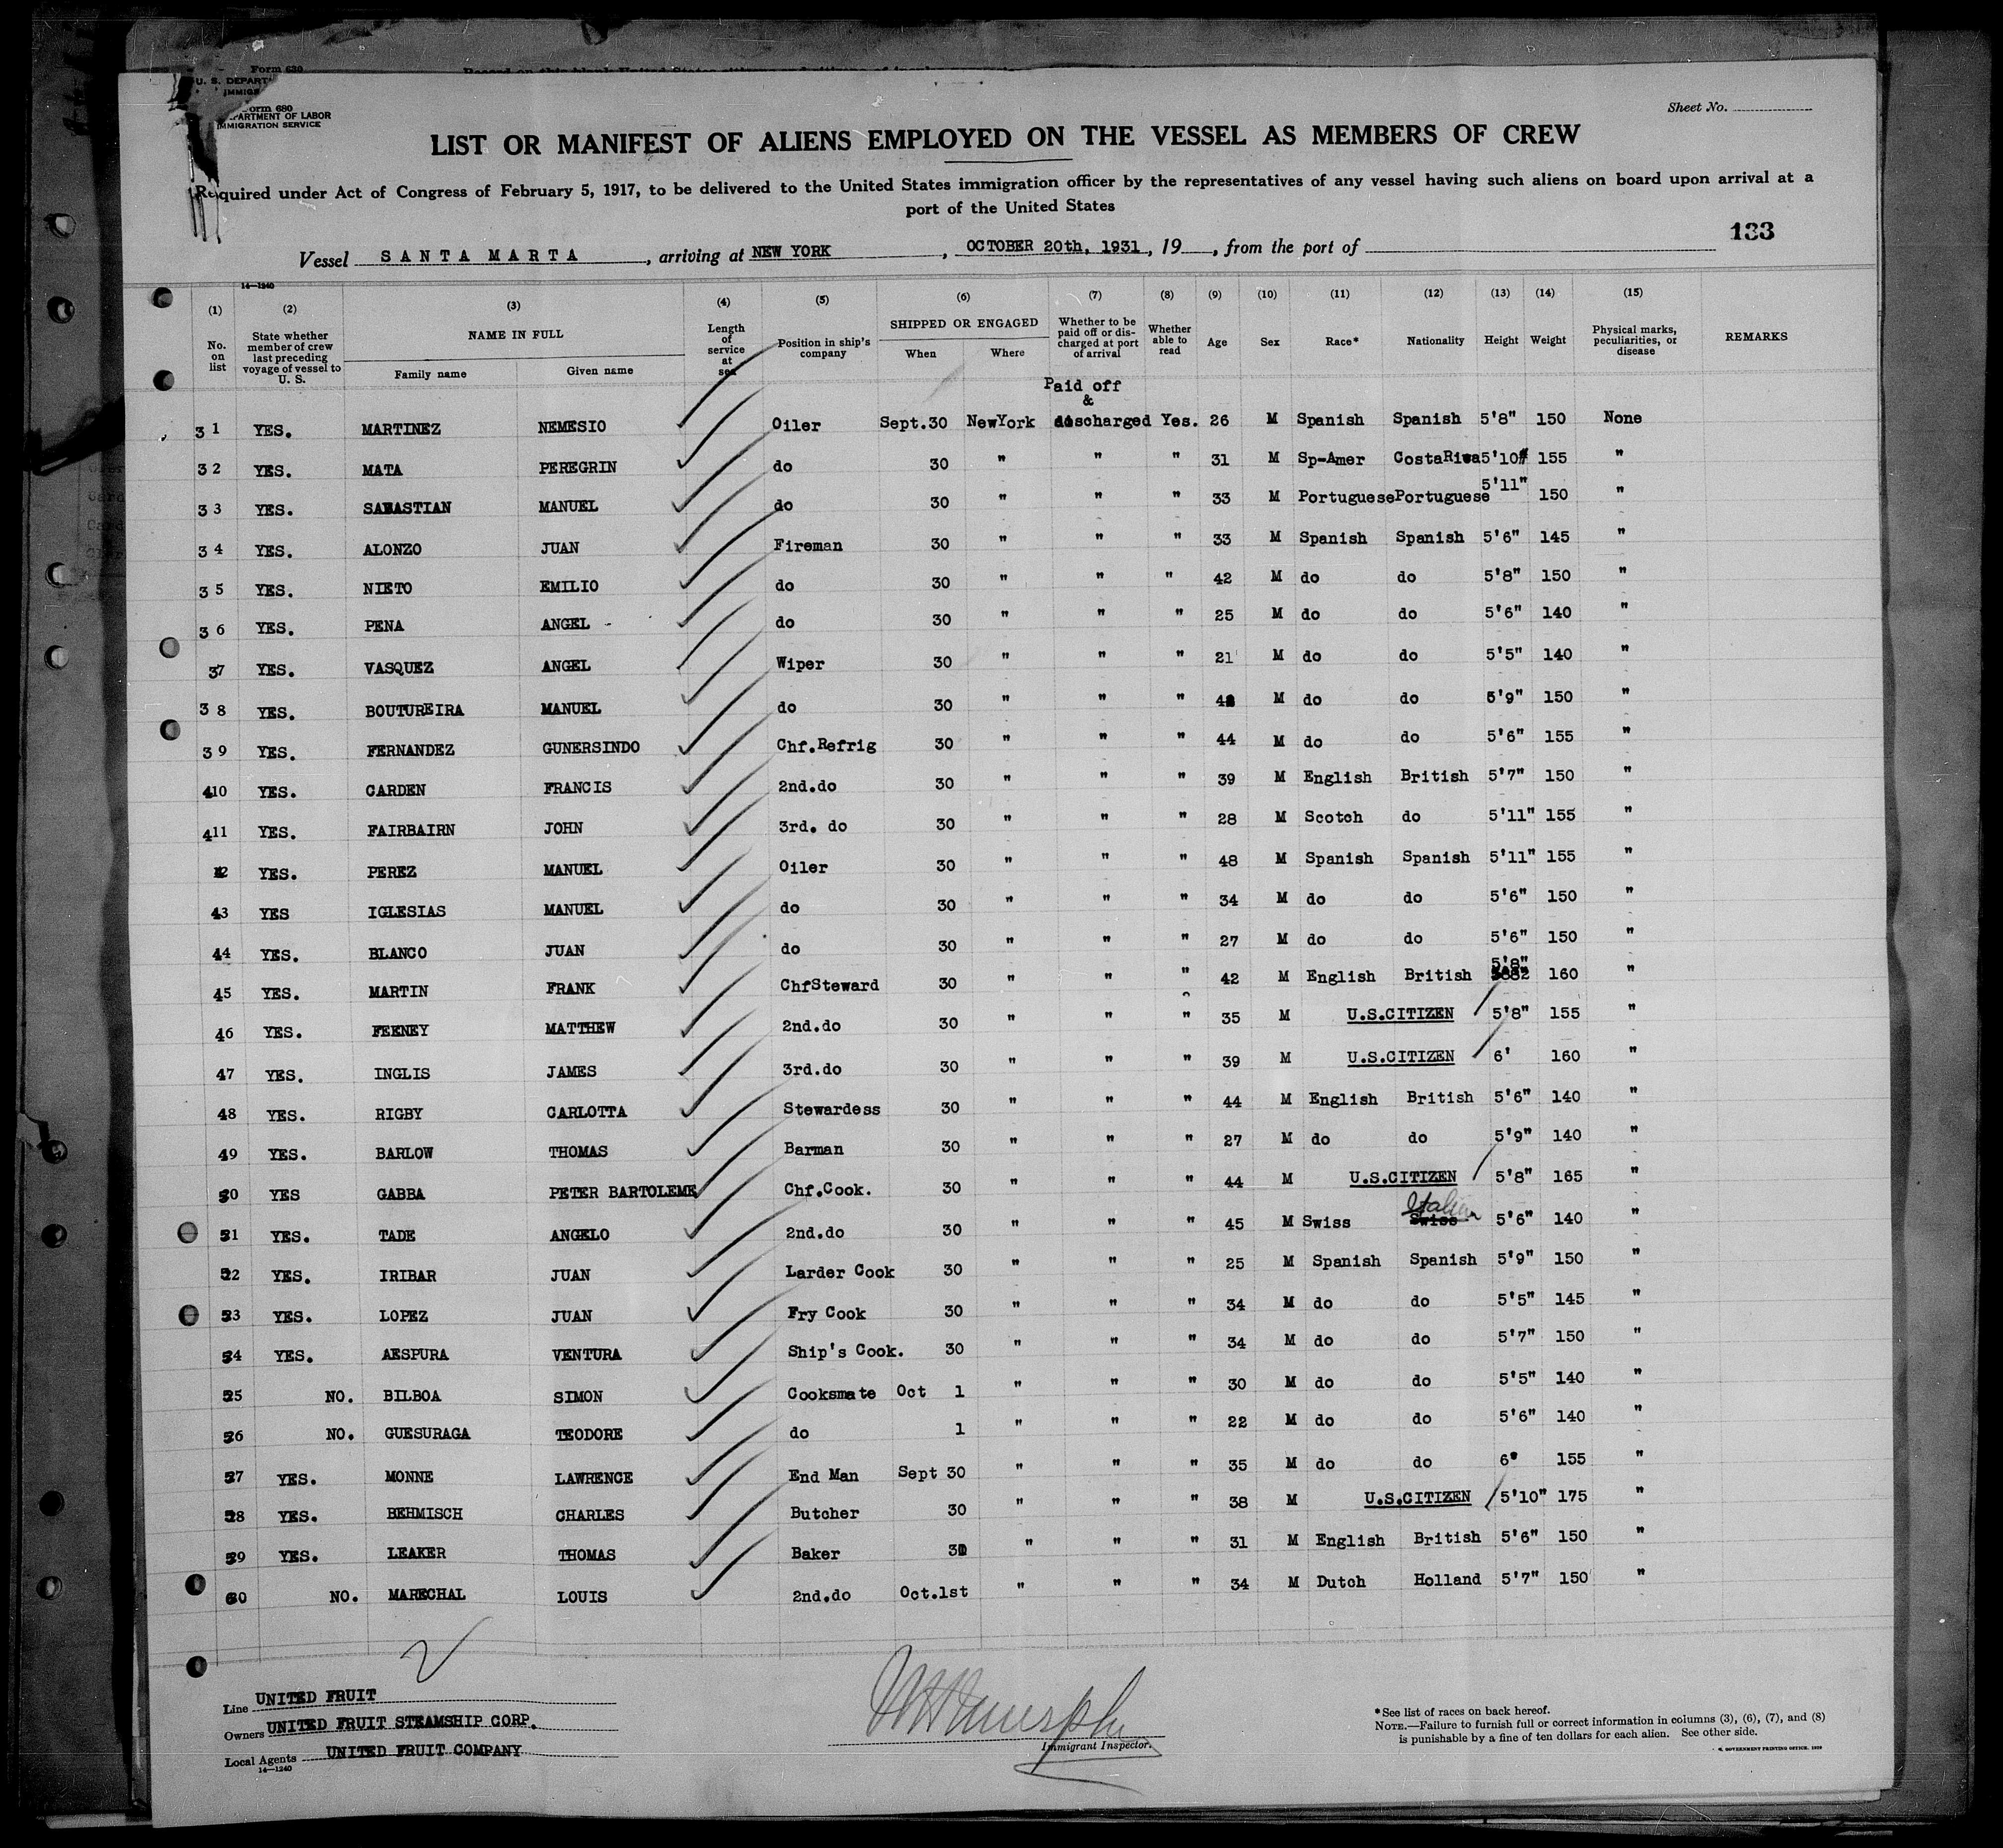 Form 630
U. S. DEPART
IMMIGR
Form 680
DEPARTMENT OF LABOR
IMMIGRATION SERVICE
Sheet No.
LIST OR MANIFEST OF ALIENS EMPLOYED ON THE VESSEL AS MEMBERS OF CREW
Required under Act of Congress of February 5, 1917, to be delivered to the United States immigration officer by the representatives of any vessel having such aliens on board upon arrival at a
port of the United States
133
Vessel SANTA MARTA, arriving at NEW YORK, OCTOBER 20th, 1931, 19, from the port of
14—1240
(1) (2) (3) (4) (5) (6) (7) (8) (9) (10) (11) (12) (13) (14) (15)
No. on list State whether member of crew last preceding voyage of vessel to U. S. NAME IN FULL Family name Given name Length of service at sea Position in ship's company SHIPPED OR ENGAGED When Where Whether to be paid off or discharged at port of arrival Whether able to read Age Sex Race* Nationality Height Weight Physical marks, peculiarities, or disease REMARKS
Paid off
&
31 YES. MARTINEZ NEMESIO Oiler Sept.30 NewYork discharged Yes. 26 M Spanish Spanish 5'8" 150 None
32 YES. MATA PEREGRIN do 30 " " " 31 M Sp-Amer CostaRica 5'10" 155 "
33 YES. SABASTIAN MANUEL do 30 " " " 33 M Portuguese Portuguese 5'11" 150 "
34 YES. ALONZO JUAN Fireman 30 " " " 33 M Spanish Spanish 5'6" 145 "
35 YES. NIETO EMILIO do 30 " " " 42 M do do 5'8" 150 "
36 YES. PENA ANGEL do 30 " " " 25 M do do 5'6" 140 "
37 YES. VASQUEZ ANGEL Wiper 30 " " " 21 M do do 5'5" 140 "
38 YES. BOUTUREIRA MANUEL do 30 " " " M do do 5'9" 150 "
39 YES. FERNANDEZ GUNERSINDO Chf.Refrig 30 " " " 44 M do do 5'6" 155 "
410 YES. CARDEN FRANCIS 2nd.do 30 " " " 39 M English British 5'7" 150 "
411 YES. FAIRBAIRN JOHN 3rd. do 30 " " " 28 M Scotch do 5'11" 155 "
42 YES. PEREZ MANUEL Oiler 30 " " " 48 M Spanish Spanish 5'11" 155 "
43 YES IGLESIAS MANUEL do 30 " " " 34 M do do 5'6" 150 "
44 YES. BLANCO JUAN do 30 " " " 27 M do do 5'6" 150 "
45 YES. MARTIN FRANK ChfSteward 30 " " " 42 M English British 5'8" 160 "
46 YES. FEENEY MATTHEW 2nd.do 30 " " " 35 M U.S.CITIZEN 5'8" 155 "
47 YES. INGLIS JAMES 3rd.do 30 " " " 39 M U.S.CITIZEN 6' 160 "
48 YES. RIGBY CARLOTTA Stewardess 30 " " " 44 M English British 5'6" 140 "
49 YES. BARLOW THOMAS Barman 30 " " " 27 M do do 5'9" 140 "
50 YES GABBA PETER BARTOLEME Chf.Cook. 30 " " " 44 M U.S.CITIZEN 5'8" 165 "
Italian
51 YES. TADE ANGELO 2nd.do 30 " " " 45 M Swiss Swiss 5'6" 140 "
52 YES. IRIBAR JUAN Larder Cook 30 " " " 25 M Spanish Spanish 5'9" 150 "
53 YES. LOPEZ JUAN Fry Cook 30 " " " 34 M do do 5'5" 145 "
54 YES. AESPURA VENTURA Ship's Cook. 30 " " " 34 M do do 5'7" 150 "
55 NO. BILBOA SIMON Cooksmate Oct 1 " " " 30 M do do 5'5" 140 "
56 NO. GUESURAGA TEODORE do 1 " " " 22 M do do 5'6" 140 "
57 YES. MONNE LAWRENCE End Man Sept 30 " " " 35 M do do 6' 155 "
58 YES. BEHMISCH CHARLES Butcher 30 " " " 38 M U.S.CITIZEN 5'10" 175 "
59 YES. LEAKER THOMAS Baker 30 " " " 31 M English British 5'6" 150 "
60 NO. MARECHAL LOUIS 2nd.do Oct.1st " " " 34 M Dutch Holland 5'7" 150 "
Line UNITED FRUIT
Owners UNITED FRUIT STEAMSHIP CORP.
Local Agents UNITED FRUIT COMPANY
14—1240
Immigrant Inspector.
*See list of races on back hereof.
NOTE.—Failure to furnish full or correct information in columns (3), (6), (7), and (8)
is punishable by a fine of ten dollars for each alien. See other side.
GOVERNMENT PRINTING OFFICE. 1929